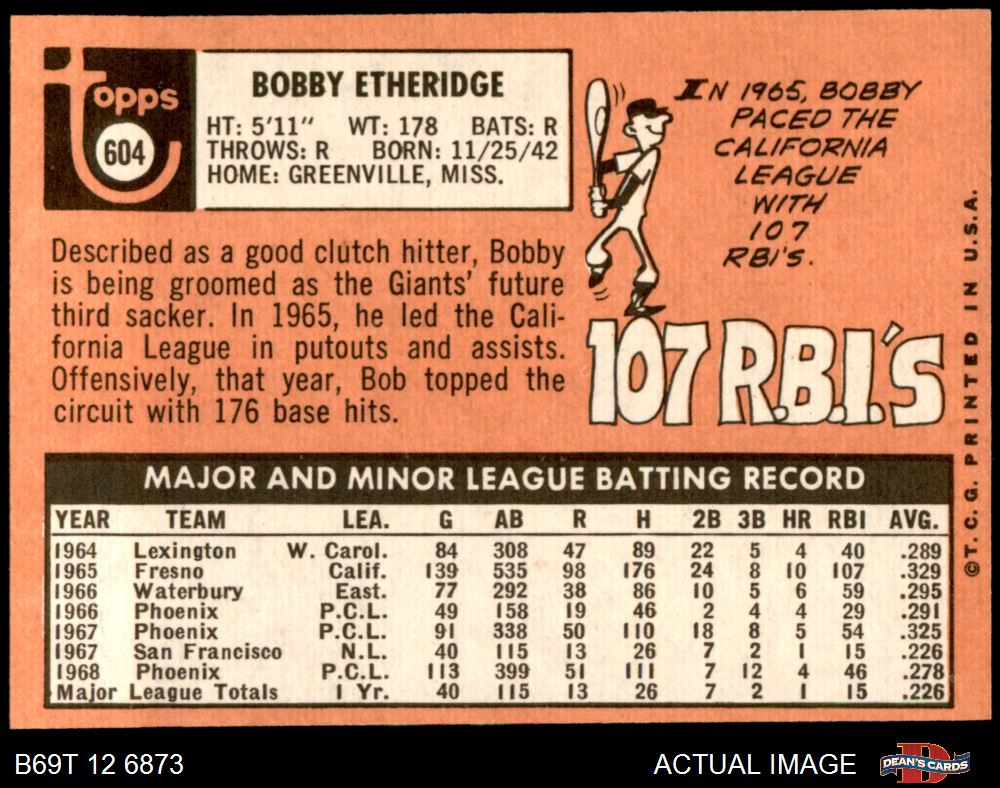 topps
604
BOBBY ETHERIDGE
HT: 5'11" WT: 178 BATS: R
THROWS: R BORN: 11/25/42
HOME: GREENVILLE, MISS.
IN 1965, BOBBY
PACED THE
CALIFORNIA
LEAGUE
WITH
107
RBI'S.
107 R.B.I.'S
Described as a good clutch hitter, Bobby
is being groomed as the Giants' future
third sacker. In 1965, he led the Cali-
fornia League in putouts and assists.
Offensively, that year, Bob topped the
circuit with 176 base hits.
MAJOR AND MINOR LEAGUE BATTING RECORD
YEAR TEAM LEA. G AB R H 2B 3B HR RBI AVG.
1964 Lexington W. Carol. 84 308 47 89 22 5 4 40 .289
1965 Fresno Calif. 139 535 98 176 24 8 10 107 .329
1966 Waterbury East. 77 292 38 86 10 5 6 59 .295
1966 Phoenix P.C.L. 49 158 19 46 2 4 4 29 .291
1967 Phoenix P.C.L. 91 338 50 110 18 8 5 54 .325
1967 San Francisco N.L. 40 115 13 26 7 2 1 15 .226
1968 Phoenix P.C.L. 113 399 51 111 7 12 4 46 .278
Major League Totals 1 Yr. 40 115 13 26 7 2 1 15 .226
©T.C.G. PRINTED IN U.S.A.
B69T 12 6873
ACTUAL IMAGE
D
DEAN'S CARDS